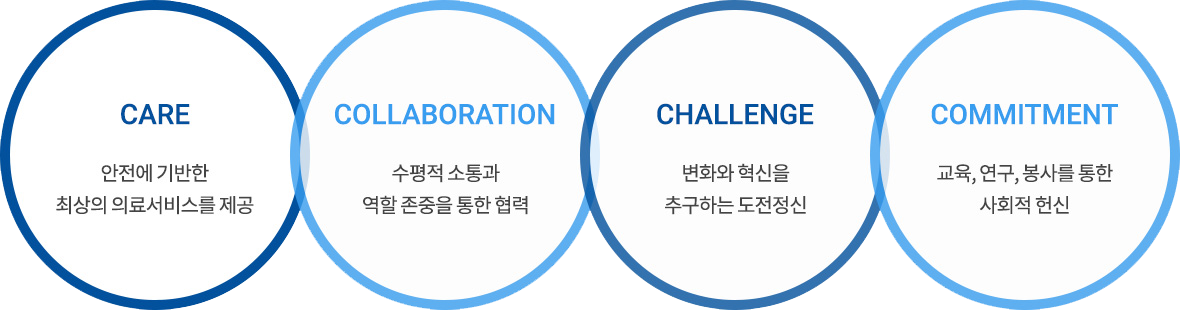 CARE
안전에 기반한
최상의 의료서비스를 제공
COLLABORATION
수평적 소통과
역할 존중을 통한 협력
CHALLENGE
변화와 혁신을
추구하는 도전정신
COMMITMENT
교육, 연구, 봉사를 통한
사회적 헌신